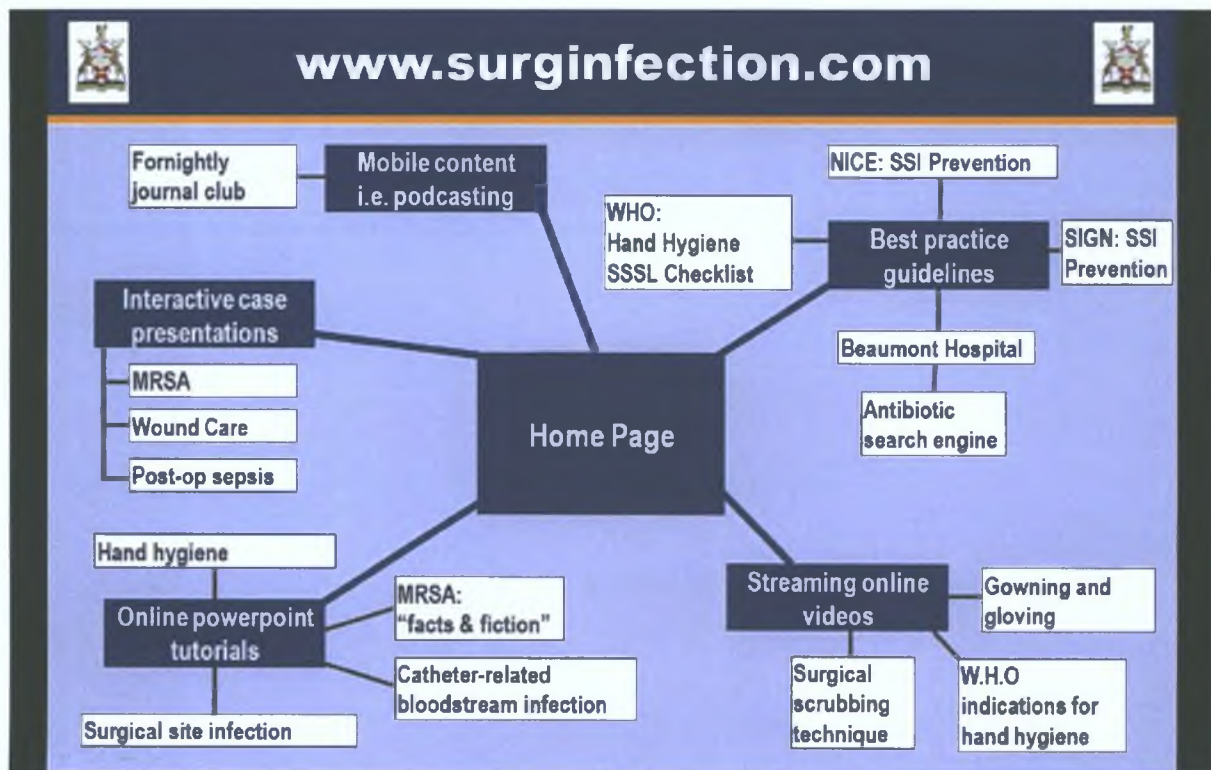 www.surginfection.com
Fornightly
journal club
Mobile content
i.e. podcasting
NICE: SSI Prevention
WHO:
Hand Hygiene
SSSL Checklist
Best practice
guidelines
SIGN: SSI
Prevention
Interactive case
presentations
MRSA
Wound Care
Post-op sepsis
Beaumont Hospital
Antibiotic
search engine
Home Page
Hand hygiene
Online powerpoint
tutorials
MRSA:
“facts & fiction”
Catheter-related
bloodstream infection
Surgical site infection
Streaming online
videos
Gowning and
gloving
Surgical
scrubbing
technique
W.H.O
indications for
hand hygiene